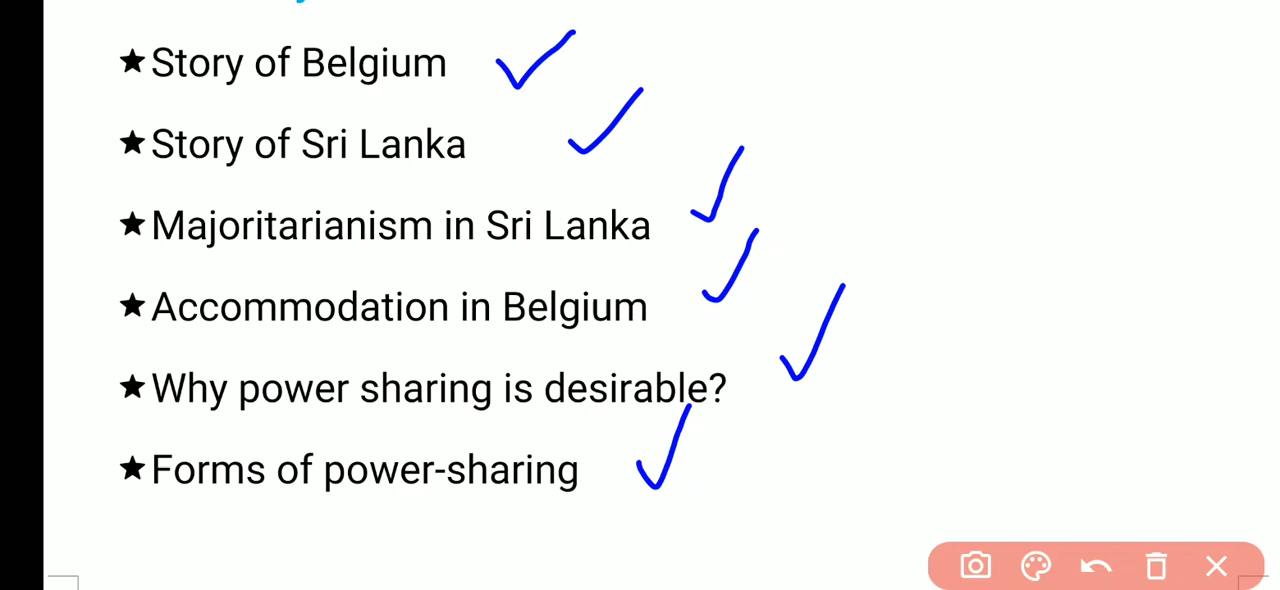 ★Story of Belgium
★Story of Sri Lanka
★Majoritarianism in Sri Lanka
★Accommodation in Belgium
★Why power sharing is desirable?
★Forms of power-sharing